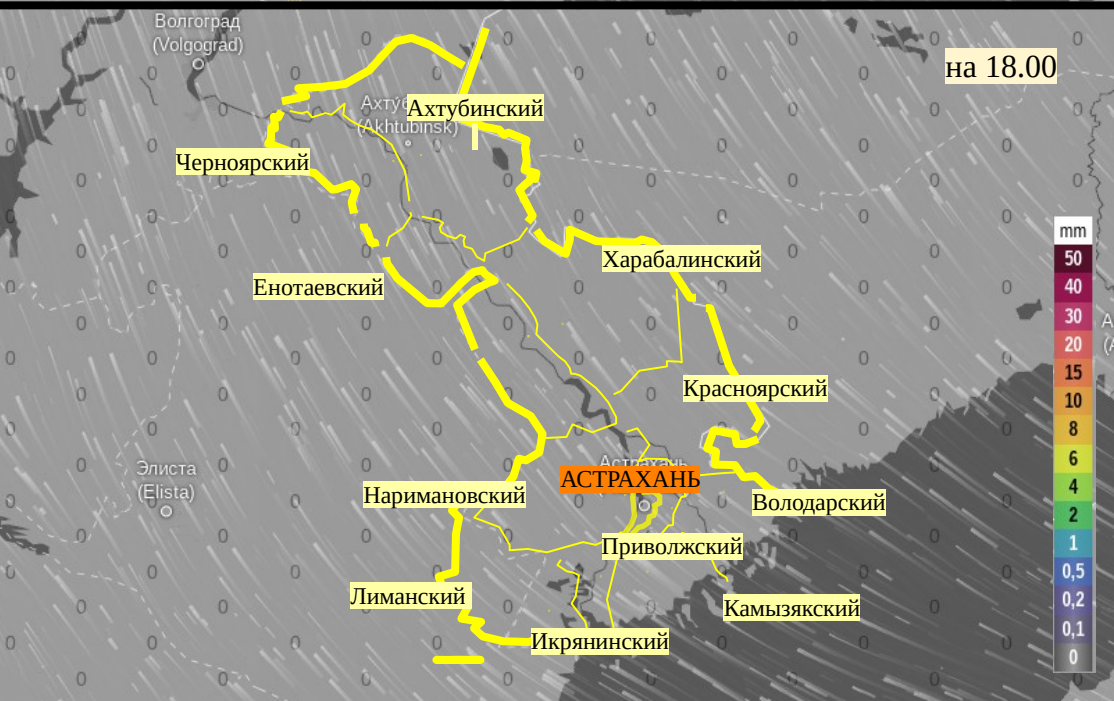 Волгоград
(Volgograd)
на 18.00
Ахтубинский
(Akhtubinsk)
Черноярский
mm
Харабалинский
50
Енотаевский
40
30
20
15
Красноярский
10
8
Астрахань
6
Элиста
(Elista)
АСТРАХАНЬ
4
Наримановский
Володарский
2
Приволжский
1
0,5
Лиманский
0,2
Камызякский
0,1
Икрянинский
0